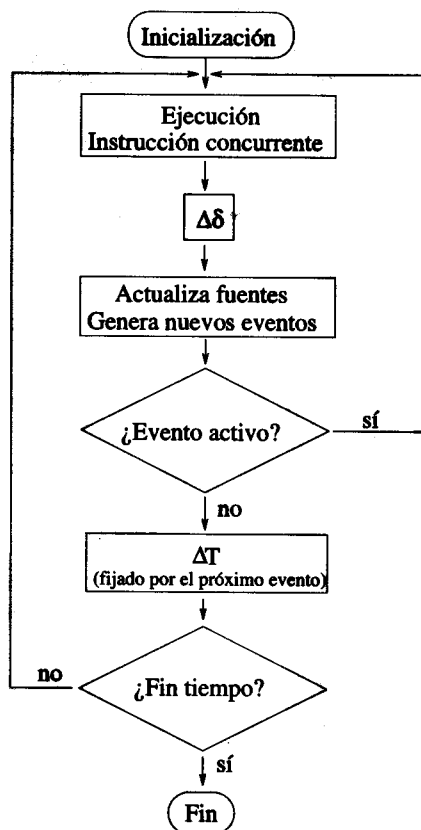 Inicialización
Ejecución
Instrucción concurrente
Δδ
Actualiza fuentes
Genera nuevos eventos
¿Evento activo?
sí
no
ΔT
(fijado por el próximo evento)
no
¿Fin tiempo?
sí
Fin